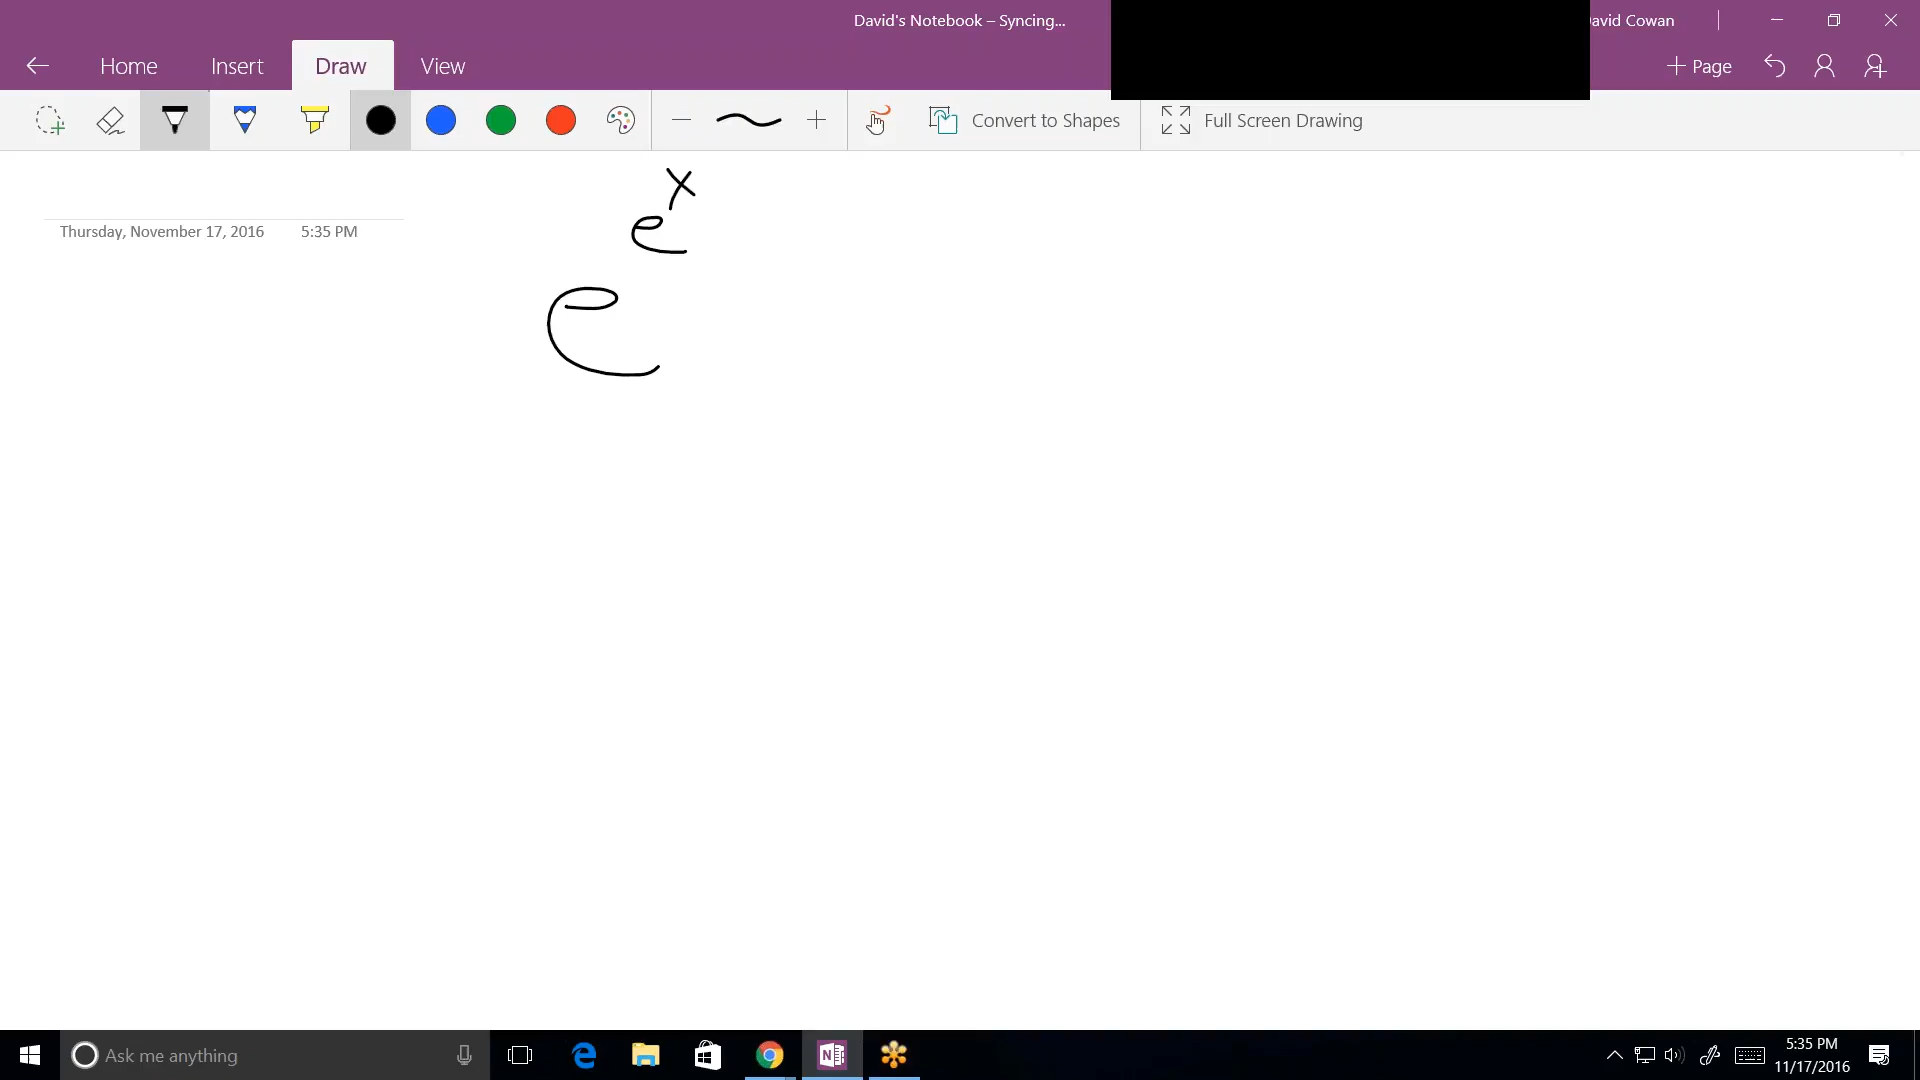 David's Notebook – Syncing...
avid Cowan
Home Insert Draw View
Page
Convert to Shapes
Full Screen Drawing
Thursday, November 17, 2016 5:35 PM
x
e
e
Ask me anything
5:35 PM
11/17/2016